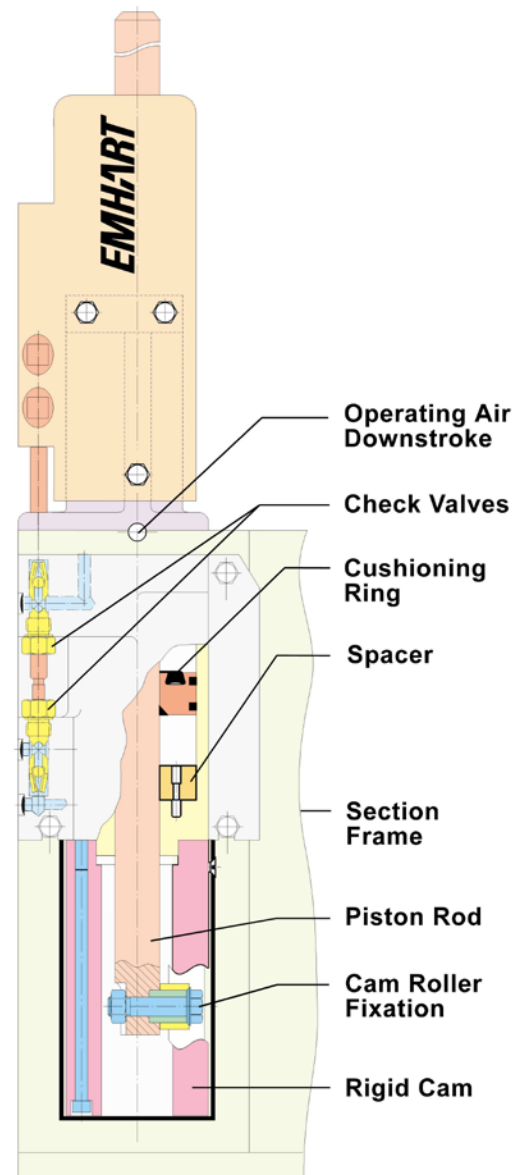 EMHART
Operating Air
Downstroke
Check Valves
Cushioning
Ring
Spacer
Section
Frame
Piston Rod
Cam Roller
Fixation
Rigid Cam